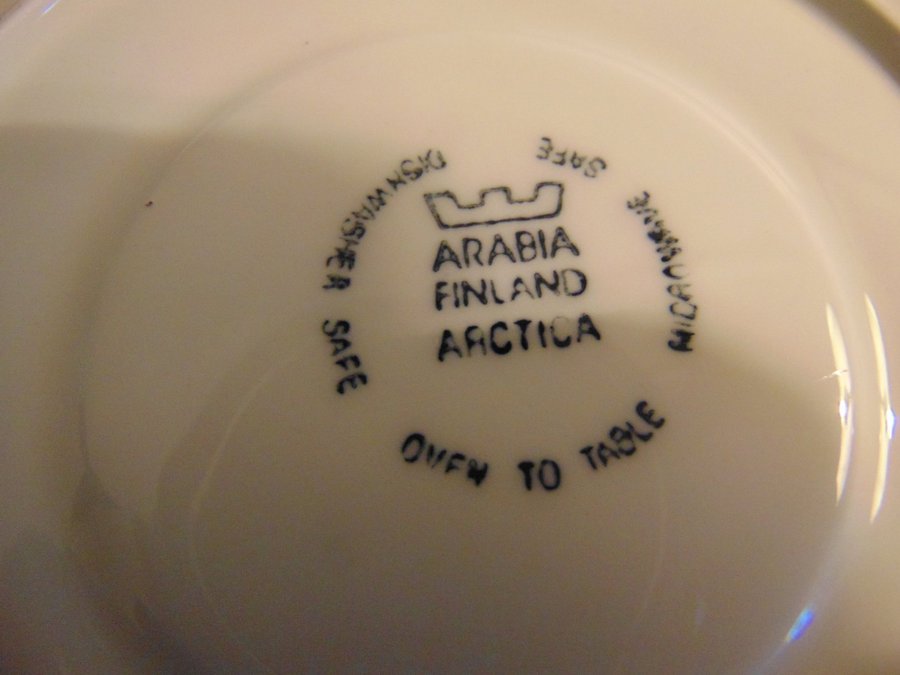 ARABIA
FINLAND
ARCTICA
DISHWASHER SAFE
OVEN TO TABLE
MICROWAVE SAFE